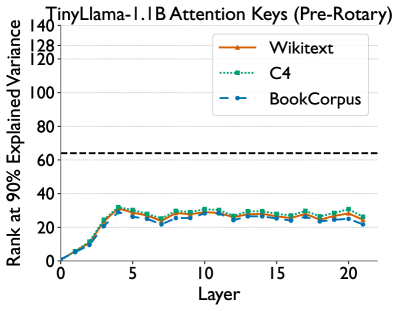 TinyLlama-1.1B Attention Keys (Pre-Rotary)
Rank at 90% Explained Variance
140
128
120
100
80
60
40
20
0
Wikitext
C4
BookCorpus
0 5 10 15 20
Layer